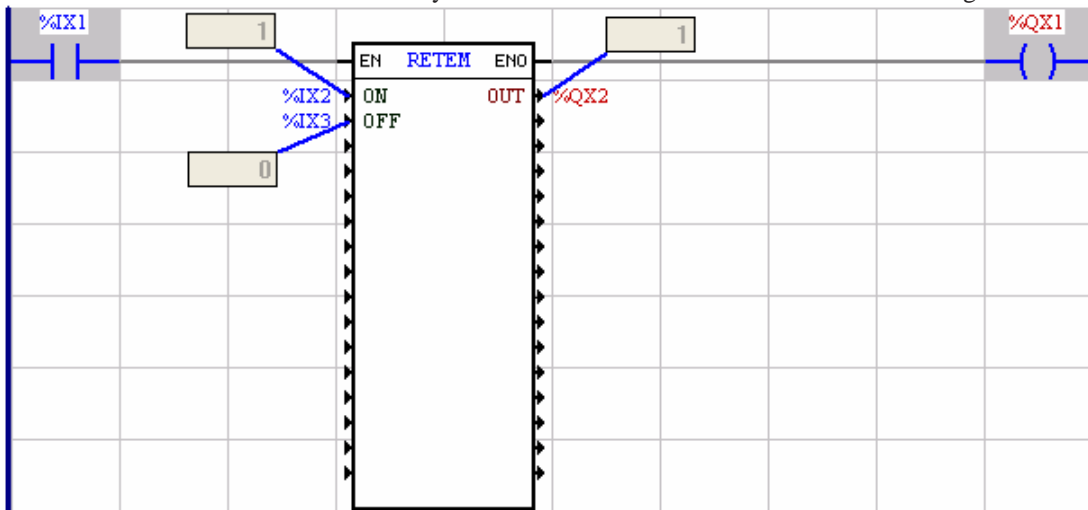 %IX1 1 1 %QX1
EN RETEM ENO
%IX2 ON OUT %QX2
%IX3 OFF
0